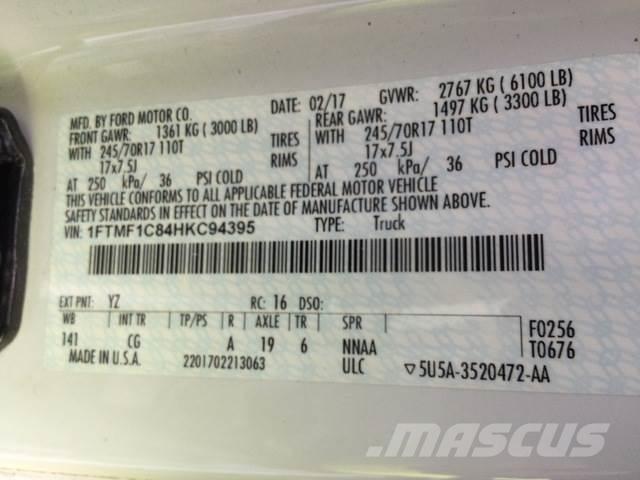 MFD. BY FORD MOTOR CO.
DATE: 02/17 GVWR: 2767 KG (6100 LB)
FRONT GAWR: 1361 KG (3000 LB) REAR GAWR: 1497 KG (3300 LB)
WITH 245/70R17 110T TIRES WITH 245/70R17 110T TIRES
17x7.5J RIMS 17x7.5J RIMS
AT 250 kPa/ 36 PSI COLD AT 250 kPa/ 36 PSI COLD
THIS VEHICLE CONFORMS TO ALL APPLICABLE FEDERAL MOTOR VEHICLE
SAFETY STANDARDS IN EFFECT ON THE DATE OF MANUFACTURE SHOWN ABOVE.
VIN: 1FTMF1C84HKC94395 TYPE: Truck
EXT PNT: YZ RC: 16 DSO:
WB INT TR TP/PS R AXLE TR SPR F0256
141 CG A 19 6 NNAA T0676
MADE IN U.S.A. 2201702213063 ULC ▽5U5A-3520472-AA
MASCUS